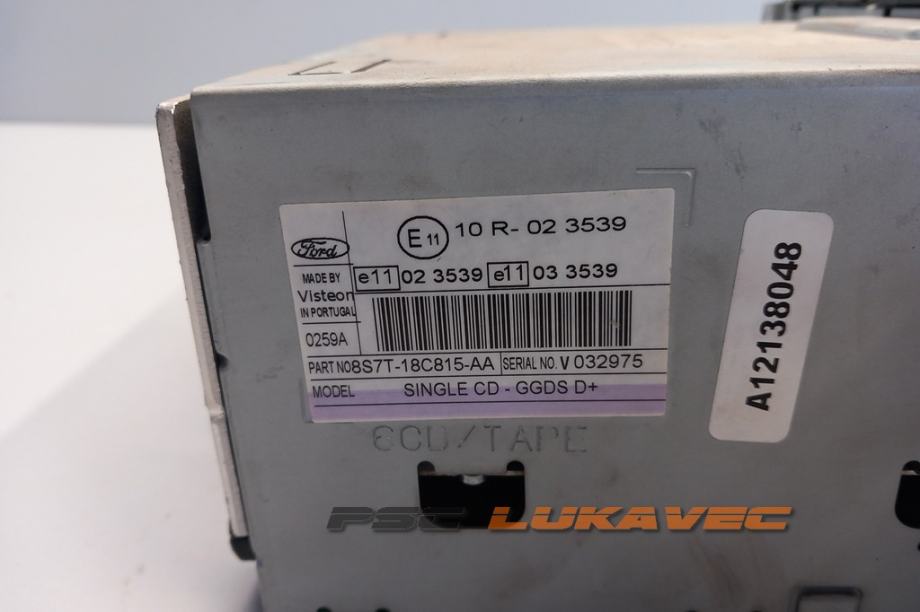 E 11 10 R- 02 3539
Ford
MADE BY
Visteon
IN PORTUGAL
e11 02 3539 e11 03 3539
0259A
PART NO8S7T-18C815-AA SERIAL NO. V 032975
MODEL SINGLE CD - GGDS D+
A12138048
6CD/TAPE
PSC LUKAVEC